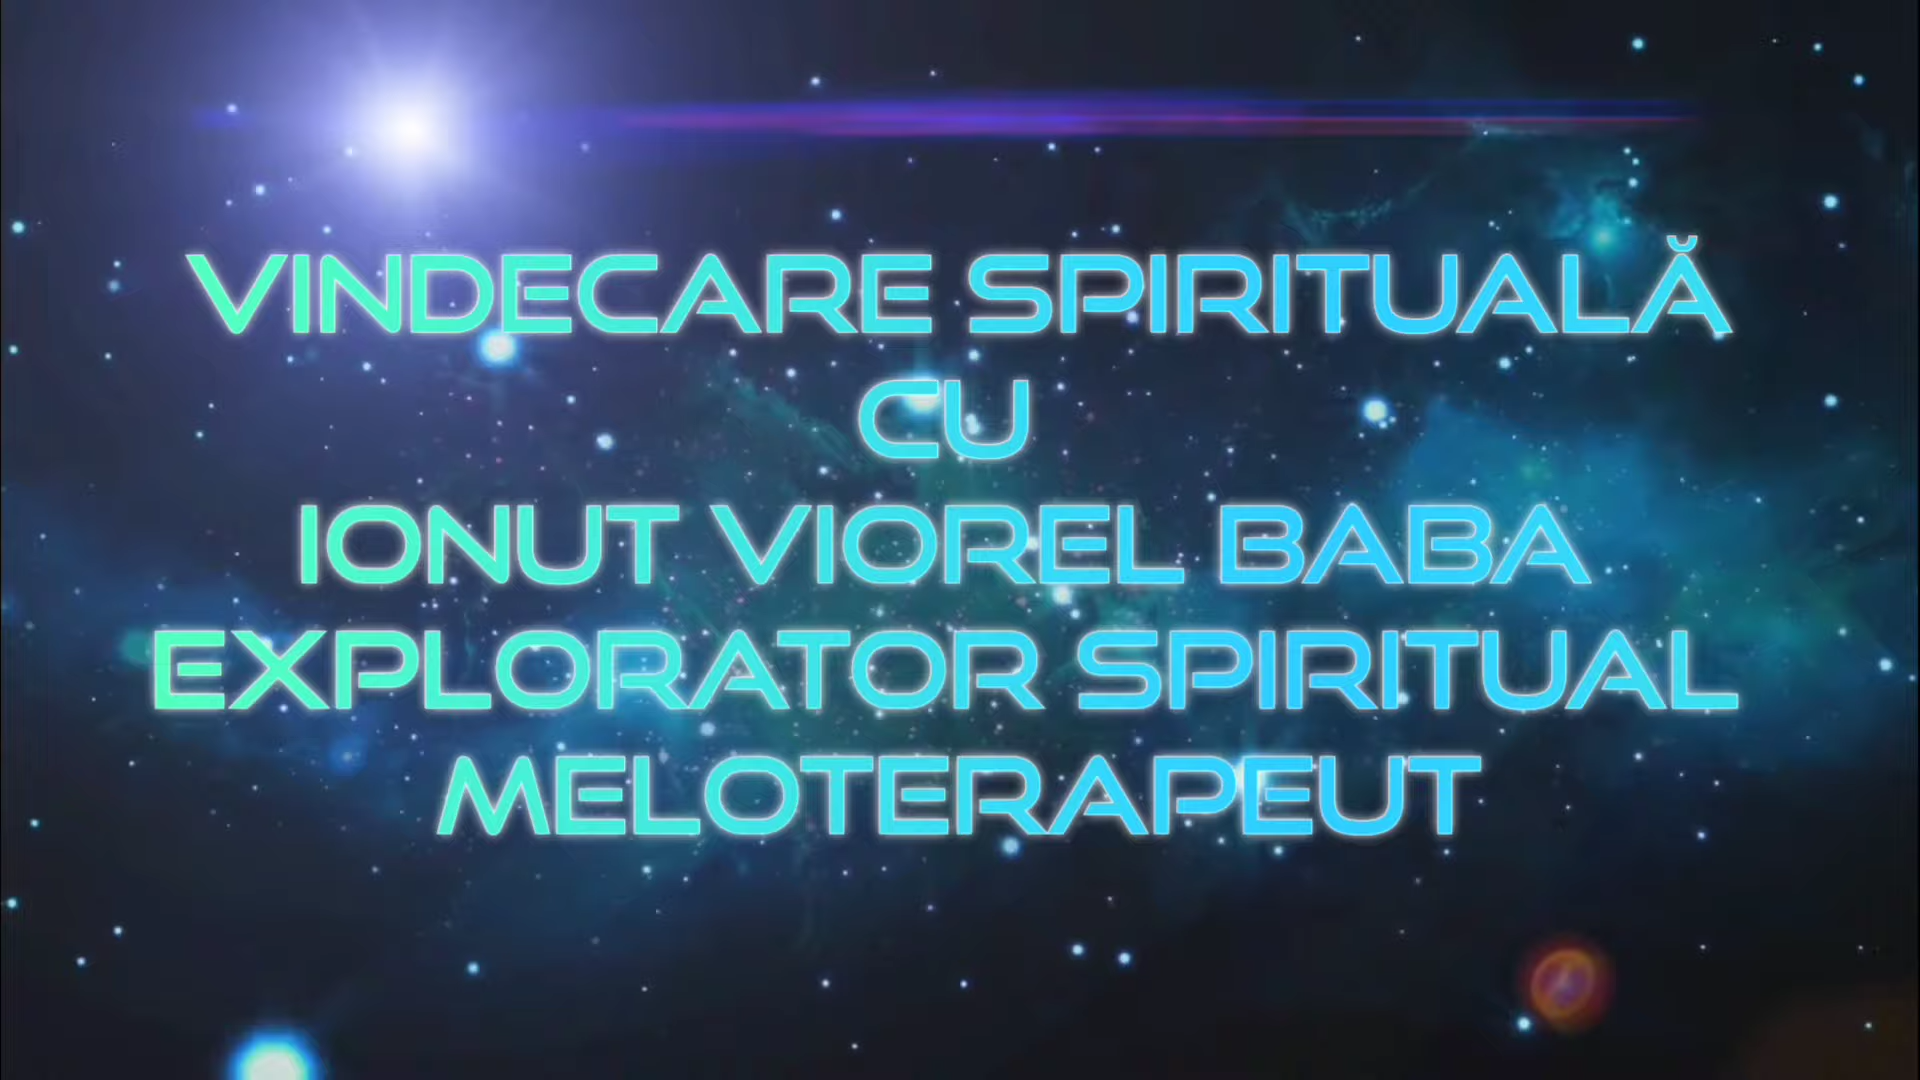 VINDECARE SPIRITUALĂ
CU
IONUT VIOREL BABA
EXPLORATOR SPIRITUAL
MELOTERAPEUT